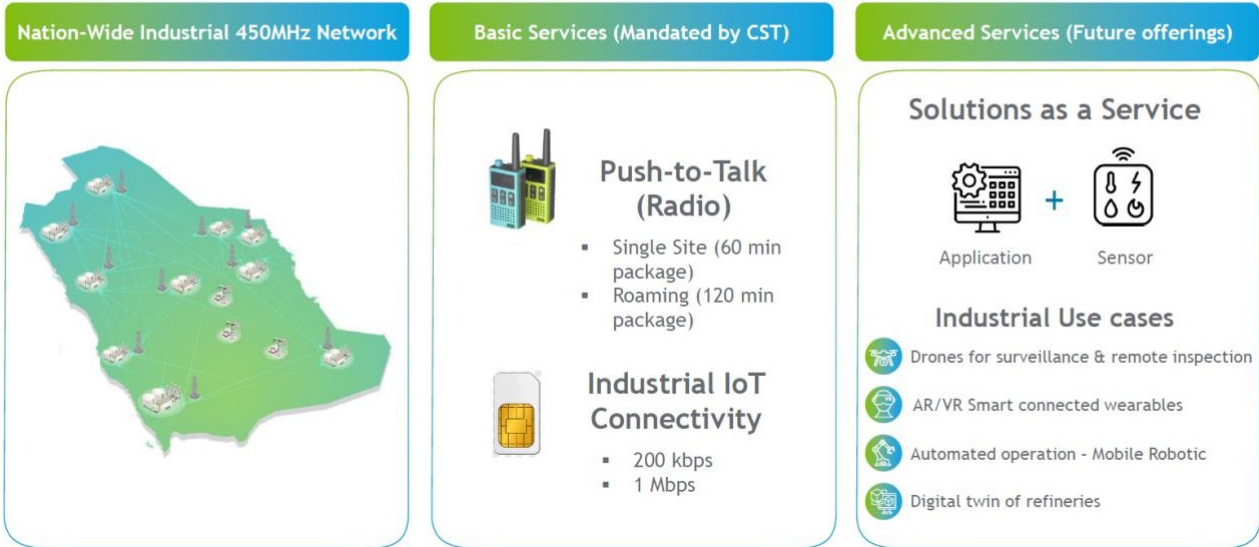 Nation-Wide Industrial 450MHz Network
Basic Services (Mandated by CST)
Push-to-Talk
(Radio)
▪ Single Site (60 min
package)
▪ Roaming (120 min
package)
Industrial IoT
Connectivity
▪ 200 kbps
▪ 1 Mbps
Advanced Services (Future offerings)
Solutions as a Service
+
Application
Sensor
Industrial Use cases
Drones for surveillance & remote inspection
AR/VR Smart connected wearables
Automated operation - Mobile Robotic
Digital twin of refineries